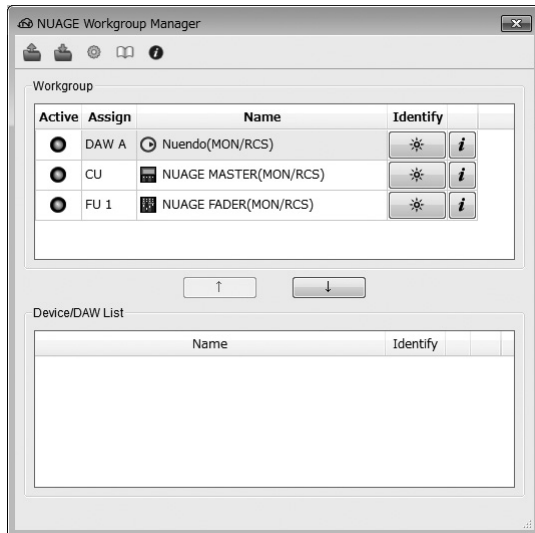 NUAGE Workgroup Manager
Workgroup
Active Assign Name Identify
DAW A Nuendo(MON/RCS) i
CU NUAGE MASTER(MON/RCS) i
FU 1 NUAGE FADER(MON/RCS) i
↑ ↓
Device/DAW List
Name Identify